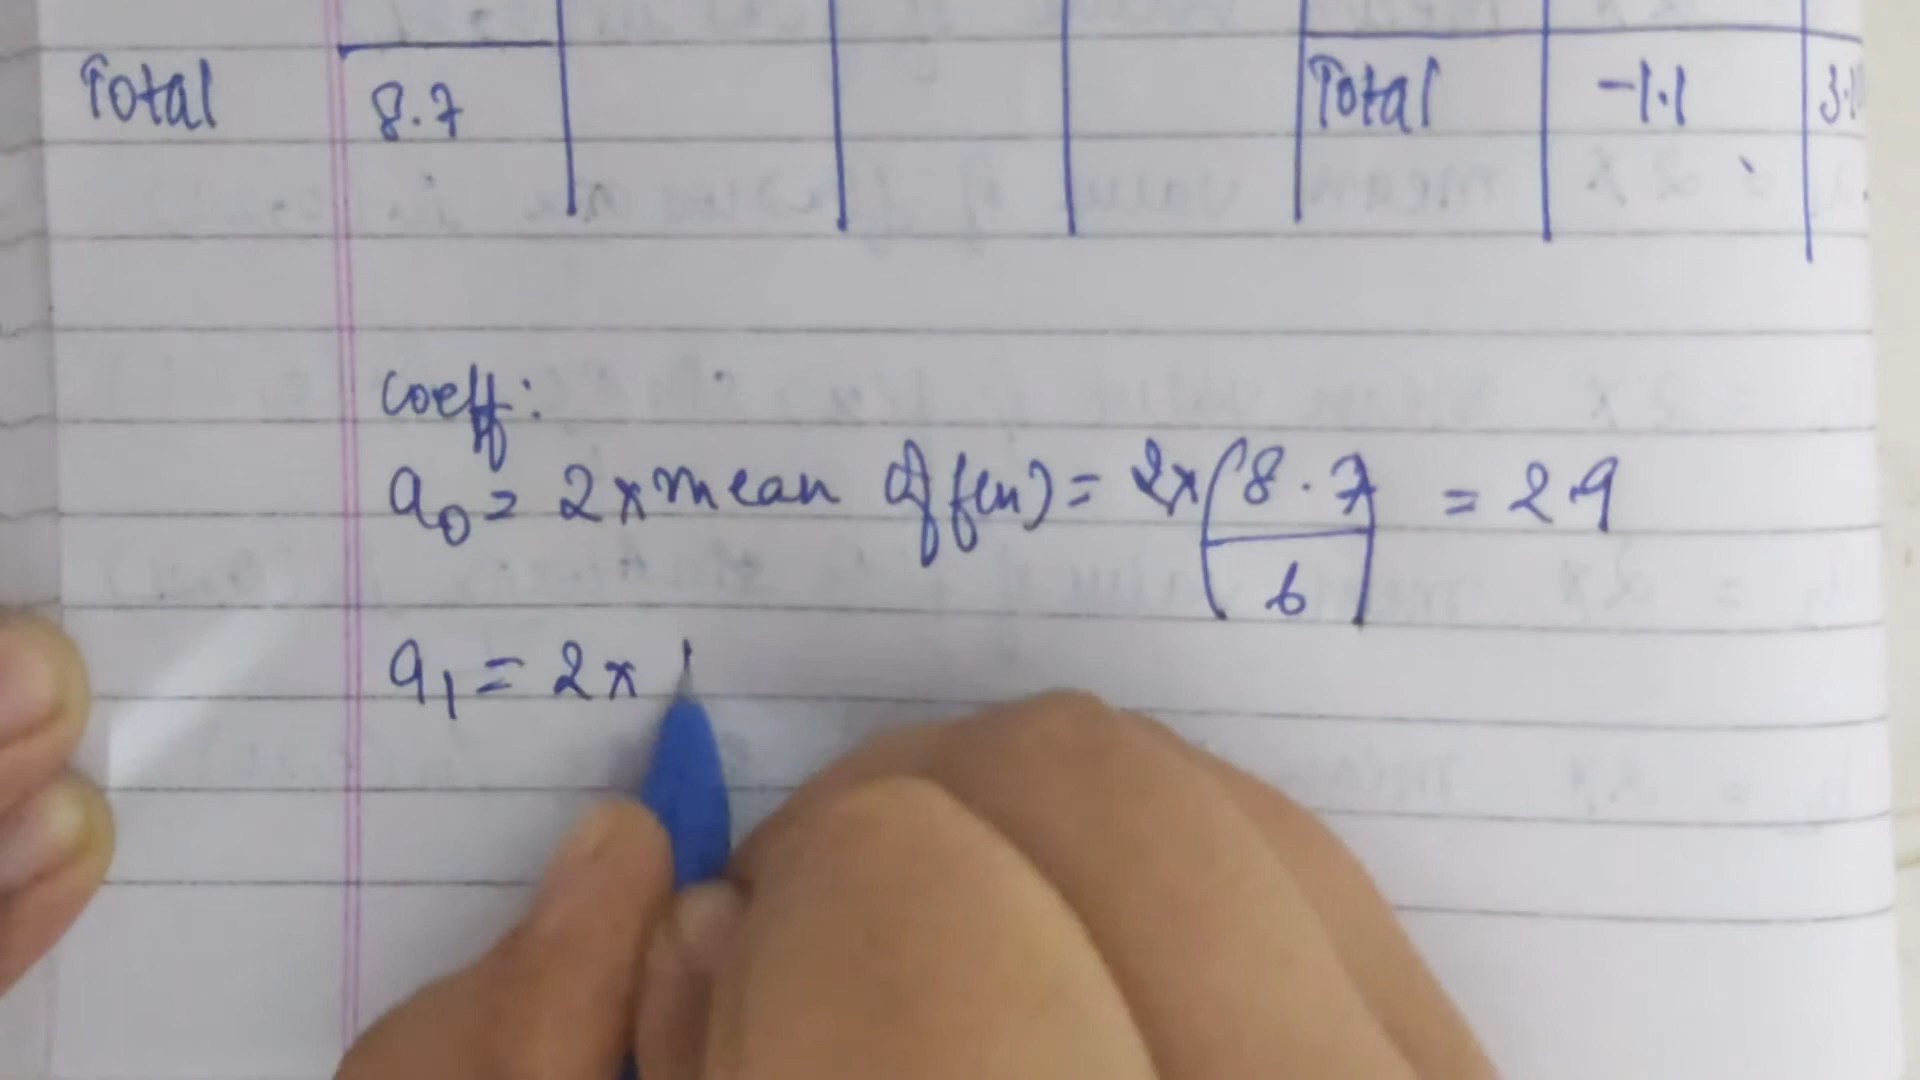 Total 8.7 Total -1.1
coeff:
a₀ = 2 x mean of f(x) = 2x(8.7/6) = 2.9
a₁ = 2 x